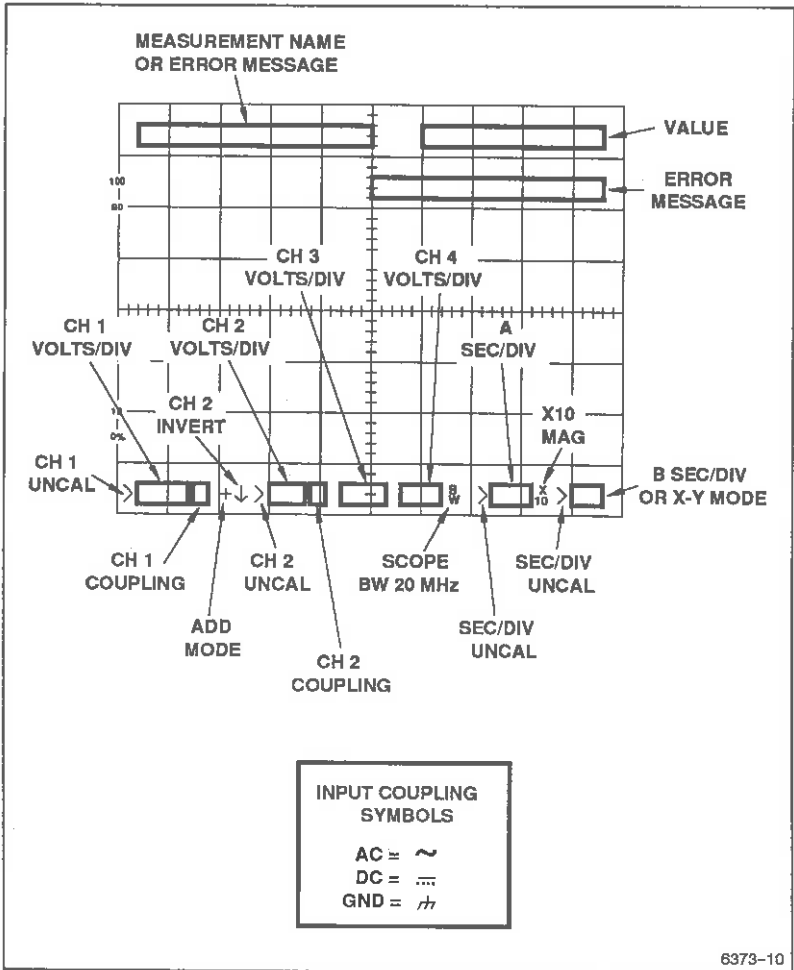 MEASUREMENT NAME
OR ERROR MESSAGE
VALUE
ERROR
MESSAGE
100
90
CH 3
VOLTS/DIV
CH 4
VOLTS/DIV
CH 1
VOLTS/DIV
CH 2
VOLTS/DIV
A
SEC/DIV
CH 2
INVERT
X10
MAG
10
0%
CH 1
UNCAL
B SEC/DIV
OR X-Y MODE
> + ↓ > BW > X10 >
CH 1
COUPLING
CH 2
UNCAL
SCOPE
BW 20 MHz
SEC/DIV
UNCAL
ADD
MODE
SEC/DIV
UNCAL
CH 2
COUPLING
INPUT COUPLING
SYMBOLS
AC = ~
DC = ⎓
GND = ⏚
6373-10